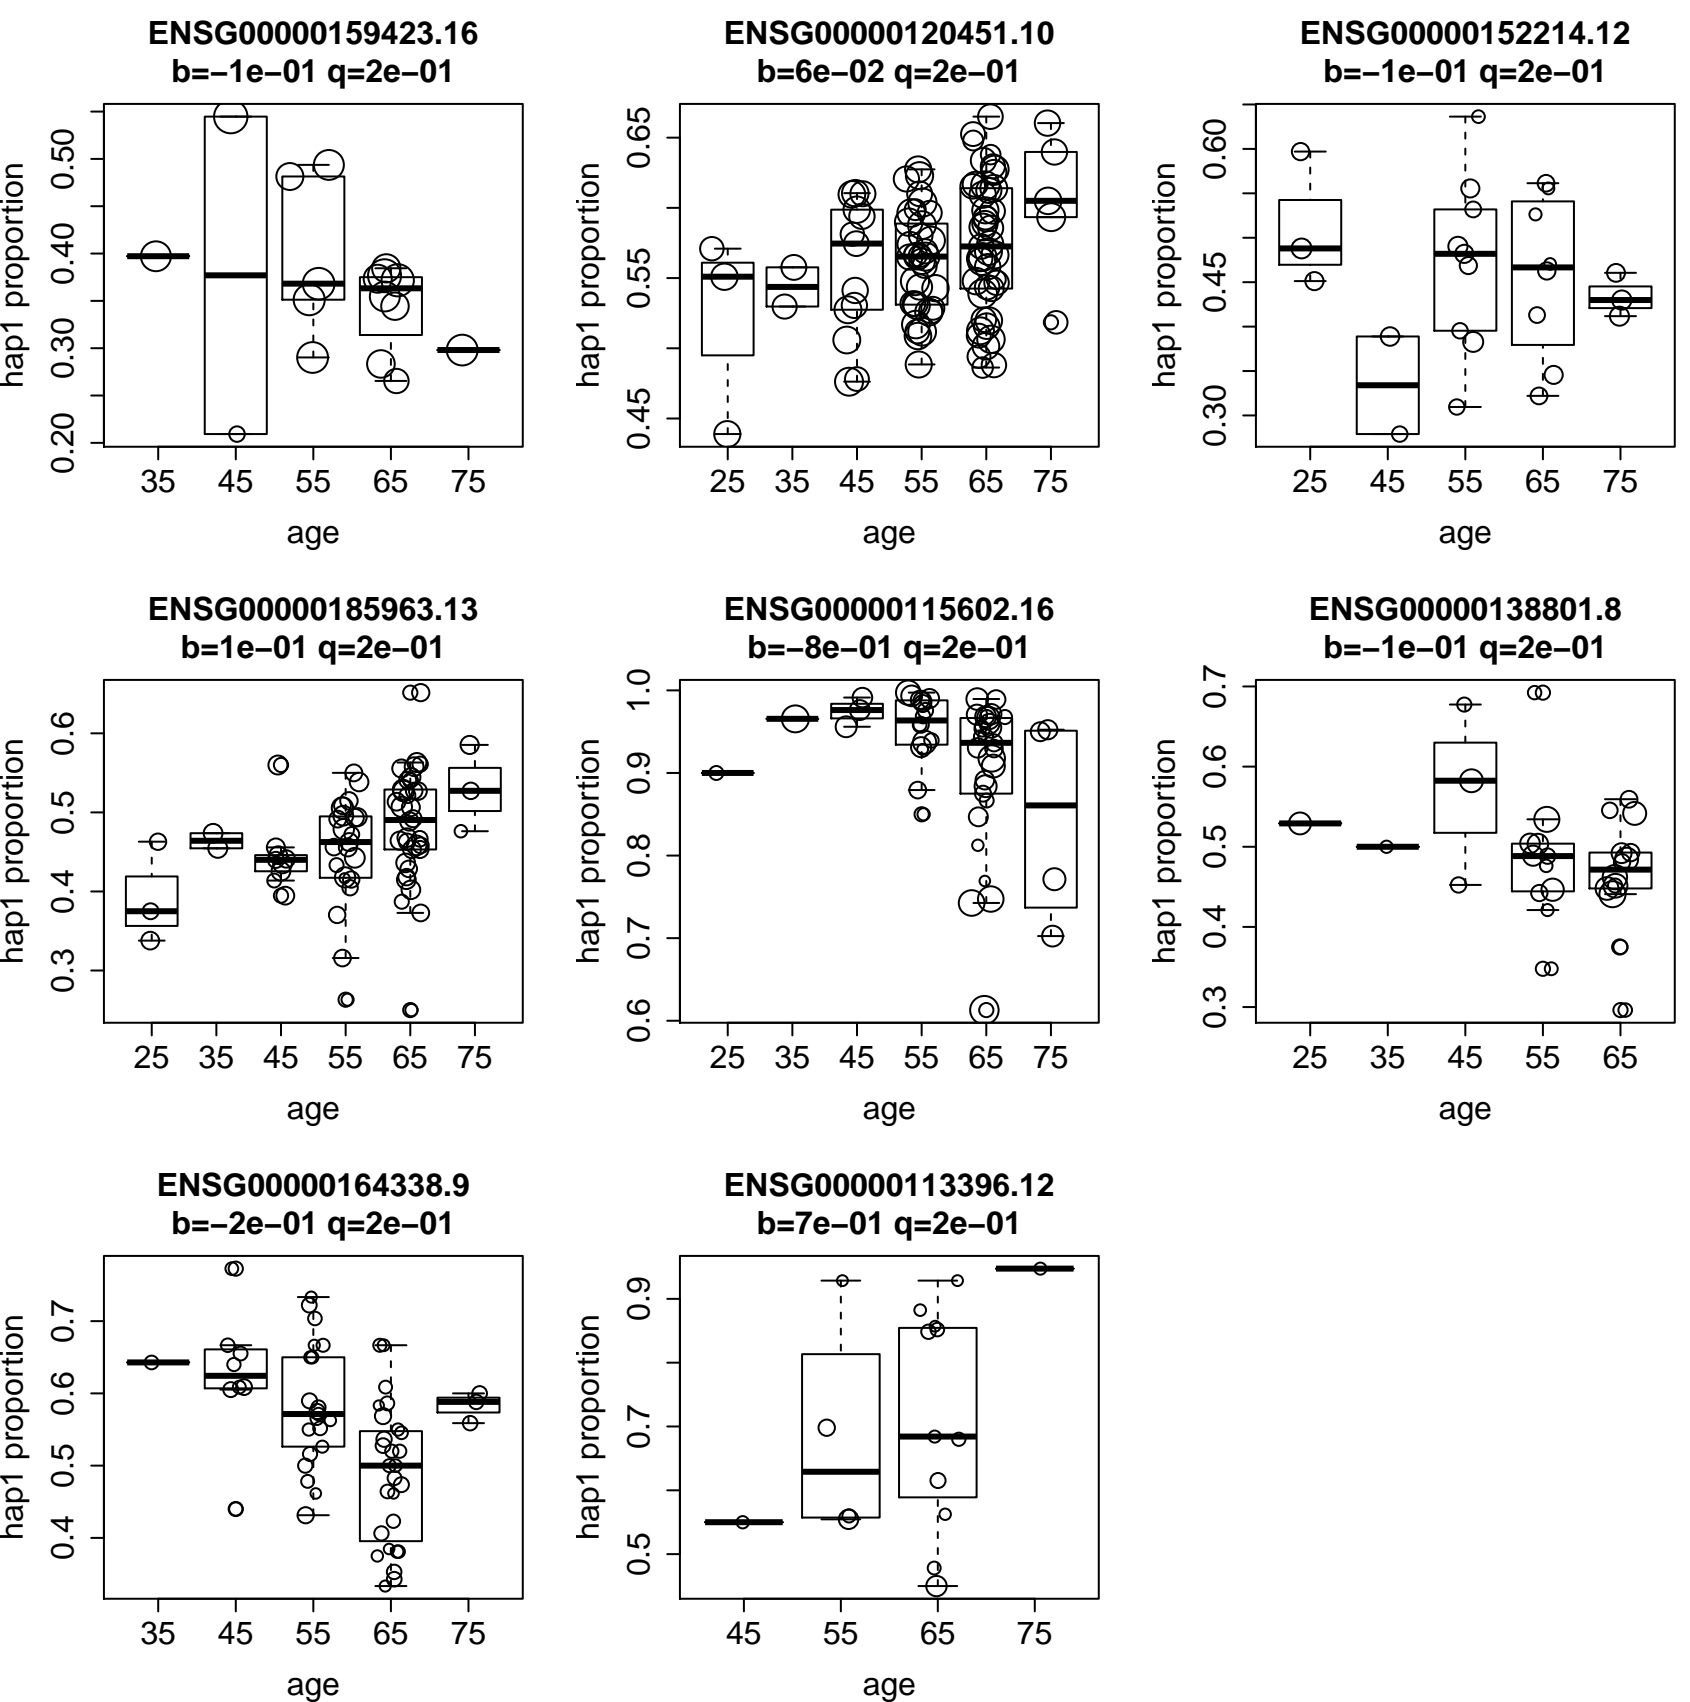 ENSG00000159423.16
b=−1e−01 q=2e−01
hap1 proportion
0.20 0.30 0.40 0.50
35 45 55 65 75
age
ENSG00000120451.10
b=6e−02 q=2e−01
hap1 proportion
0.45 0.55 0.65
25 35 45 55 65 75
age
ENSG00000152214.12
b=−1e−01 q=2e−01
hap1 proportion
0.30 0.45 0.60
25 45 55 65 75
age
ENSG00000185963.13
b=1e−01 q=2e−01
hap1 proportion
0.3 0.4 0.5 0.6
25 35 45 55 65 75
age
ENSG00000115602.16
b=−8e−01 q=2e−01
hap1 proportion
0.6 0.7 0.8 0.9 1.0
25 35 45 55 65 75
age
ENSG00000138801.8
b=−1e−01 q=2e−01
hap1 proportion
0.3 0.4 0.5 0.6 0.7
25 35 45 55 65
age
ENSG00000164338.9
b=−2e−01 q=2e−01
hap1 proportion
0.4 0.5 0.6 0.7
35 45 55 65 75
age
ENSG00000113396.12
b=7e−01 q=2e−01
hap1 proportion
0.5 0.7 0.9
45 55 65 75
age